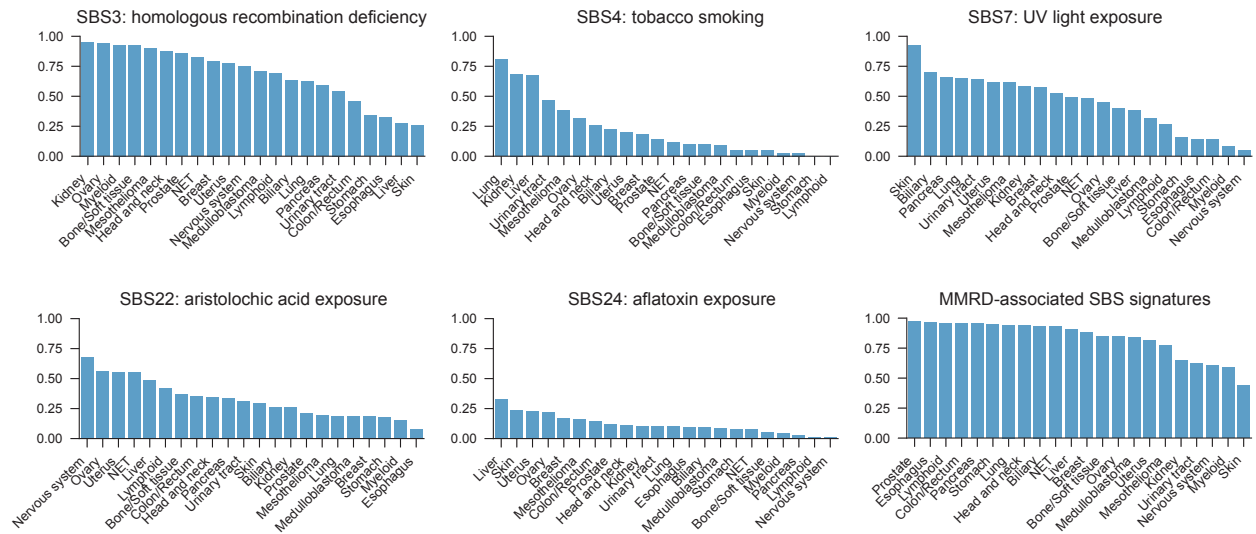 SBS3: homologous recombination deficiency
1.00
0.75
0.50
0.25
0.00
Kidney
Ovary
Myeloid
Bone/Soft tissue
Mesothelioma
Head and neck
Prostate
NET
Breast
Uterus
Nervous system
Medulloblastoma
Lymphoid
Biliary
Lung
Pancreas
Urinary tract
Colon/Rectum
Stomach
Esophagus
Liver
Skin
SBS4: tobacco smoking
1.00
0.75
0.50
0.25
0.00
Lung
Kidney
Liver
Urinary tract
Mesothelioma
Ovary
Head and neck
Biliary
Uterus
Breast
Prostate
NET
Pancreas
Bone/Soft tissue
Medulloblastoma
Colon/Rectum
Esophagus
Skin
Myeloid
Nervous system
Stomach
Lymphoid
SBS7: UV light exposure
1.00
0.75
0.50
0.25
0.00
Skin
Biliary
Pancreas
Lung
Urinary tract
Uterus
Mesothelioma
Kidney
Breast
Head and neck
Prostate
NET
Ovary
Bone/Soft tissue
Liver
Medulloblastoma
Lymphoid
Stomach
Esophagus
Colon/Rectum
Myeloid
Nervous system
SBS22: aristolochic acid exposure
1.00
0.75
0.50
0.25
0.00
Nervous system
Ovary
Uterus
NET
Liver
Lymphoid
Bone/Soft tissue
Colon/Rectum
Head and neck
Pancreas
Urinary tract
Skin
Biliary
Kidney
Prostate
Mesothelioma
Lung
Medulloblastoma
Breast
Stomach
Myeloid
Esophagus
SBS24: aflatoxin exposure
1.00
0.75
0.50
0.25
0.00
Liver
Skin
Uterus
Ovary
Breast
Mesothelioma
Colon/Rectum
Prostate
Head and neck
Kidney
Urinary tract
Lung
Esophagus
Biliary
Medulloblastoma
Stomach
NET
Bone/Soft tissue
Myeloid
Pancreas
Lymphoid
Nervous system
MMRD-associated SBS signatures
1.00
0.75
0.50
0.25
0.00
Prostate
Esophagus
Lymphoid
Colon/Rectum
Pancreas
Stomach
Lung
Head and neck
Biliary
NET
Liver
Breast
Bone/Soft tissue
Ovary
Medulloblastoma
Uterus
Mesothelioma
Kidney
Urinary tract
Nervous system
Myeloid
Skin